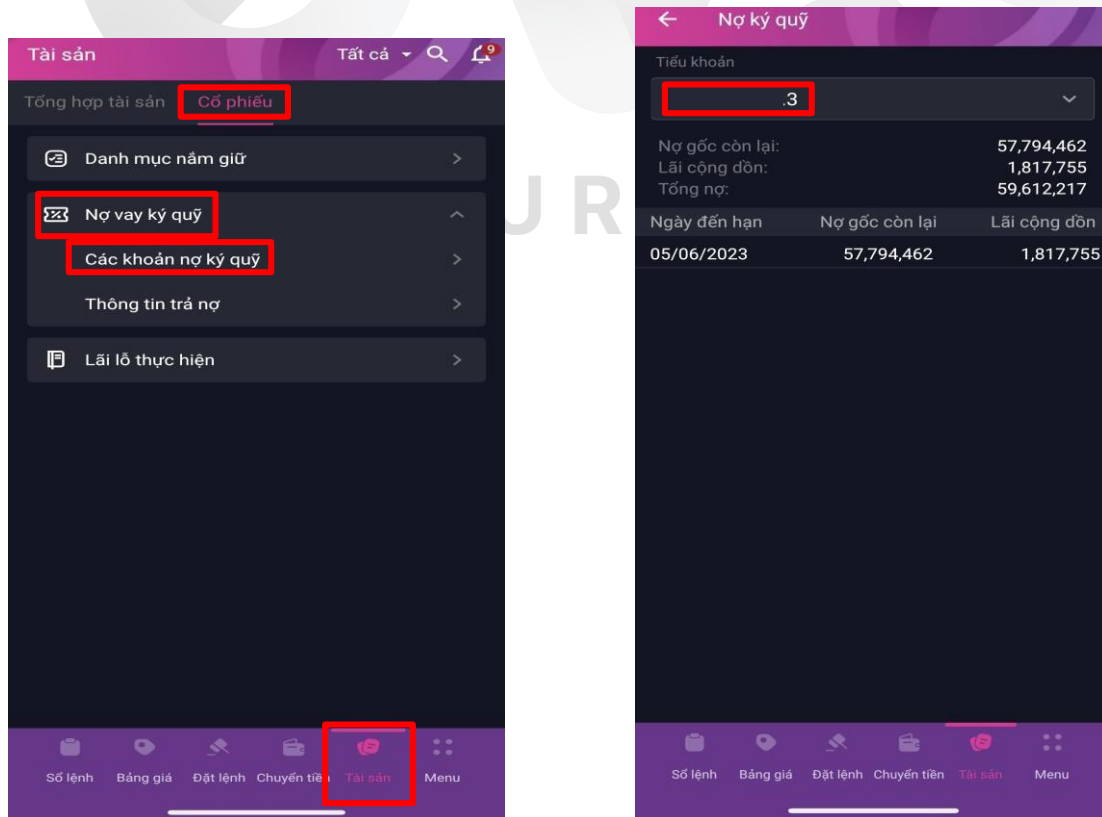 Tài sản Tất cả 9
Tổng hợp tài sản Cổ phiếu
Danh mục nắm giữ
Nợ vay ký quỹ
Các khoản nợ ký quỹ
Thông tin trả nợ
Lãi lỗ thực hiện
Sổ lệnh Bảng giá Đặt lệnh Chuyển tiền Tài sản Menu
U R
Nợ ký quỹ
Tiểu khoản
.3
Nợ gốc còn lại: 57,794,462
Lãi cộng dồn: 1,817,755
Tổng nợ: 59,612,217
Ngày đến hạn Nợ gốc còn lại Lãi cộng dồn
05/06/2023 57,794,462 1,817,755
Sổ lệnh Bảng giá Đặt lệnh Chuyển tiền Tài sản Menu